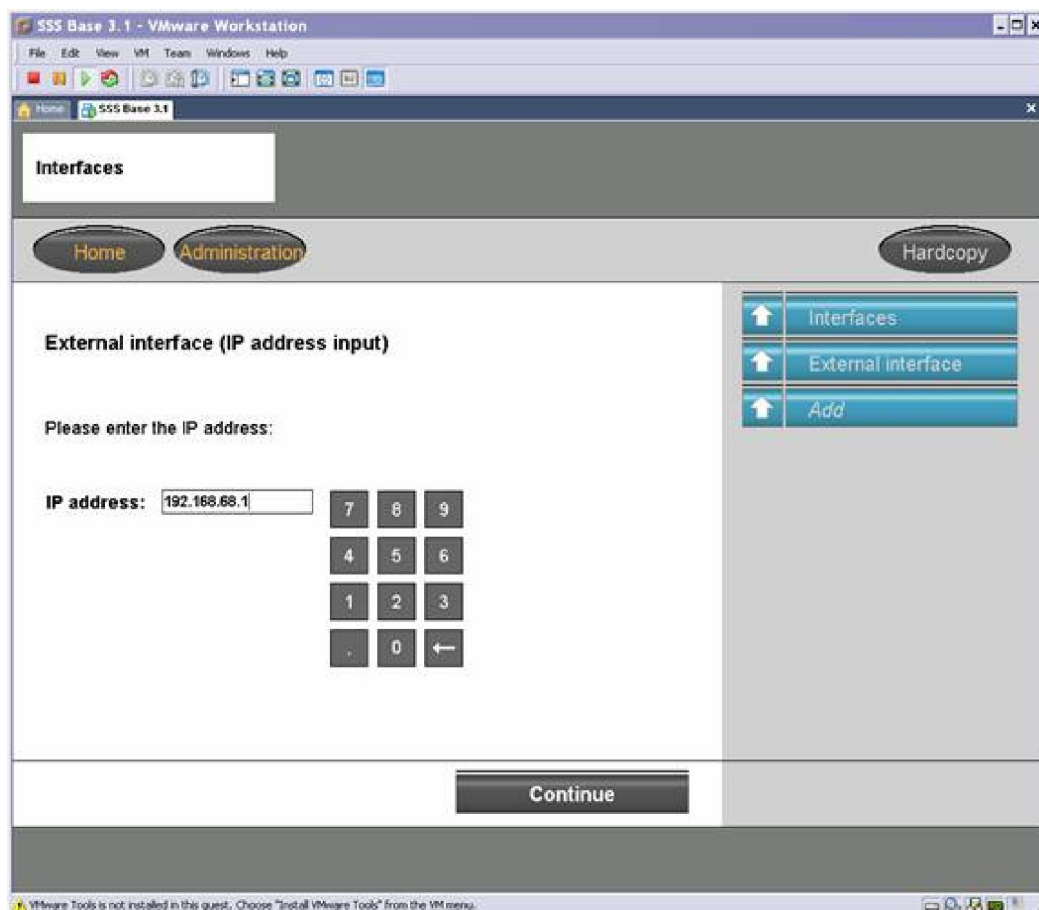 SSS Base 3.1 - VMware Workstation
File Edit View VM Team Windows Help
Home SSS Base 3.1
Interfaces
Home Administration Hardcopy
Interfaces
External interface (IP address input)
External interface
Add
Please enter the IP address:
IP address: 192.168.68.1
7 8 9
4 5 6
1 2 3
. 0
Continue
VMware Tools is not installed in this guest. Choose "Install VMware Tools" from the VM menu.